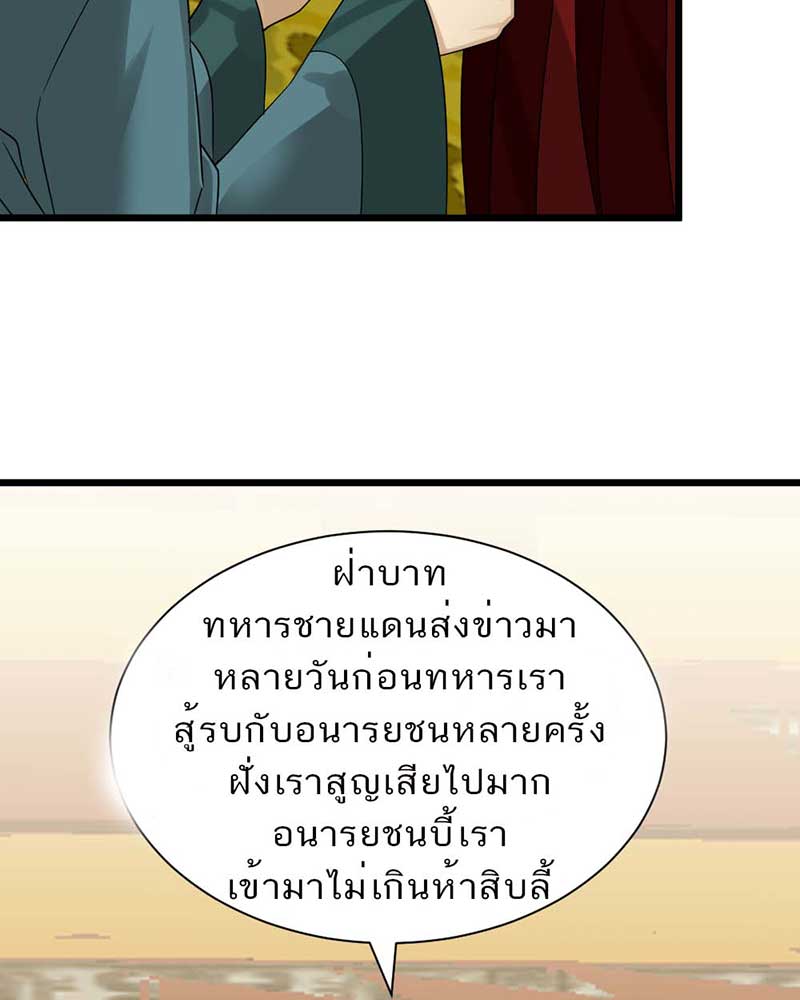 ฝ่าบาท
ทหารชายแดนส่งข่าวมา
หลายวันก่อนทหารเรา
สู้รบกับอนารยชนหลายครั้ง
ฝั่งเราสูญเสียไปมาก
อนารยชนบี้เรา
เข้ามาไม่เกินห้าสิบลี้